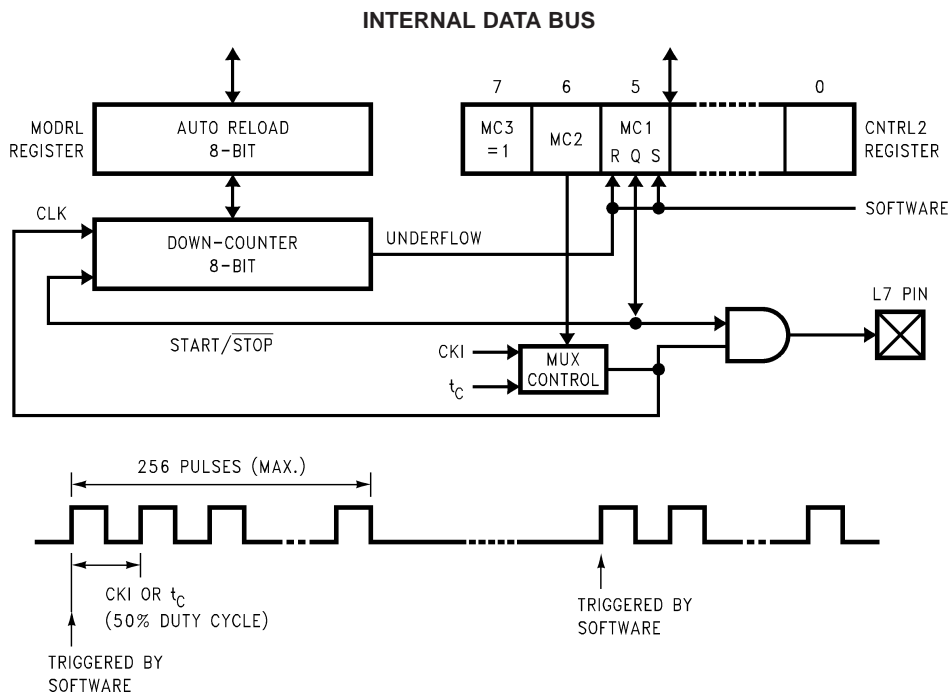 INTERNAL DATA BUS
MODRL
REGISTER
AUTO RELOAD
8-BIT
7
6
5
0
MC3
=1
MC2
MC1
R Q S
CNTRL2
REGISTER
SOFTWARE
CLK
DOWN-COUNTER
8-BIT
UNDERFLOW
START/STOP
CKI
tC
MUX
CONTROL
L7 PIN
256 PULSES (MAX.)
CKI OR tC
(50% DUTY CYCLE)
TRIGGERED BY
SOFTWARE
TRIGGERED BY
SOFTWARE